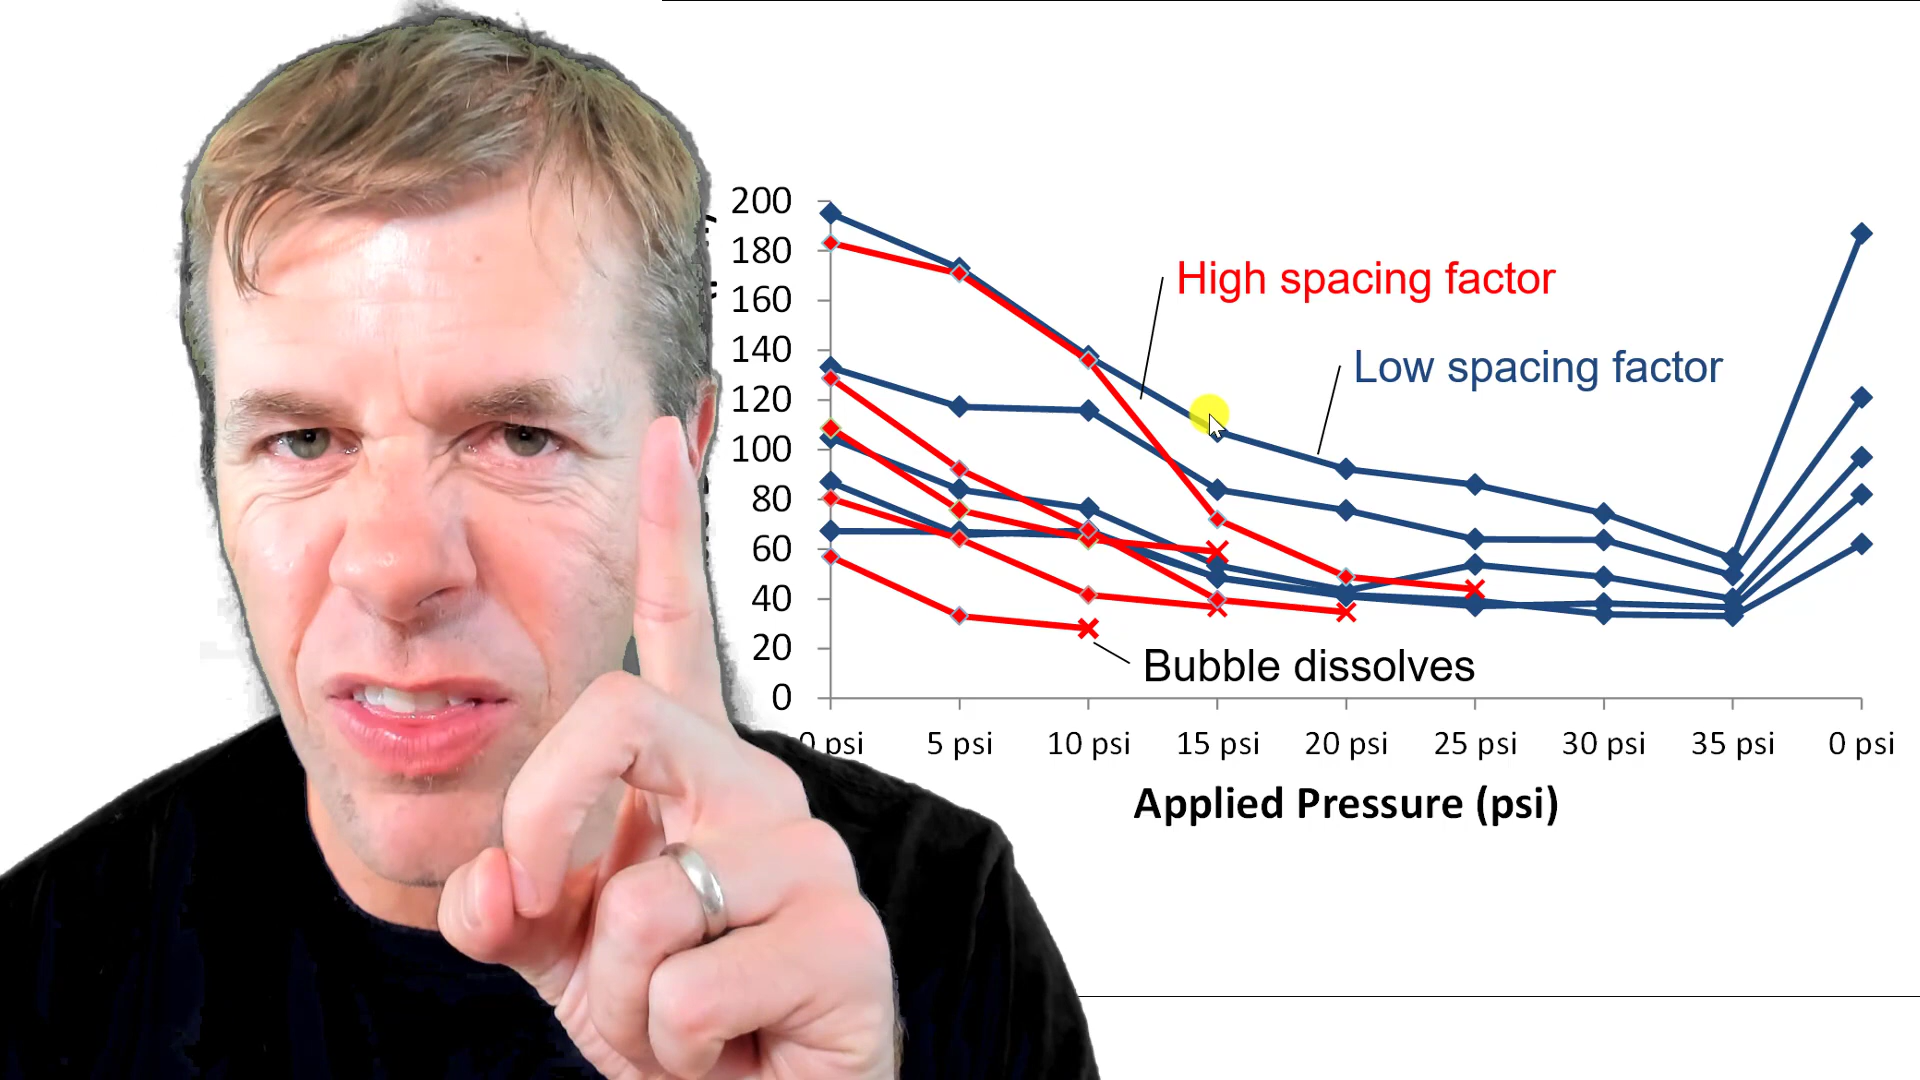 200
180
160
140
120
100
80
60
40
20
0
High spacing factor
Low spacing factor
Bubble dissolves
0 psi 5 psi 10 psi 15 psi 20 psi 25 psi 30 psi 35 psi 0 psi
Applied Pressure (psi)